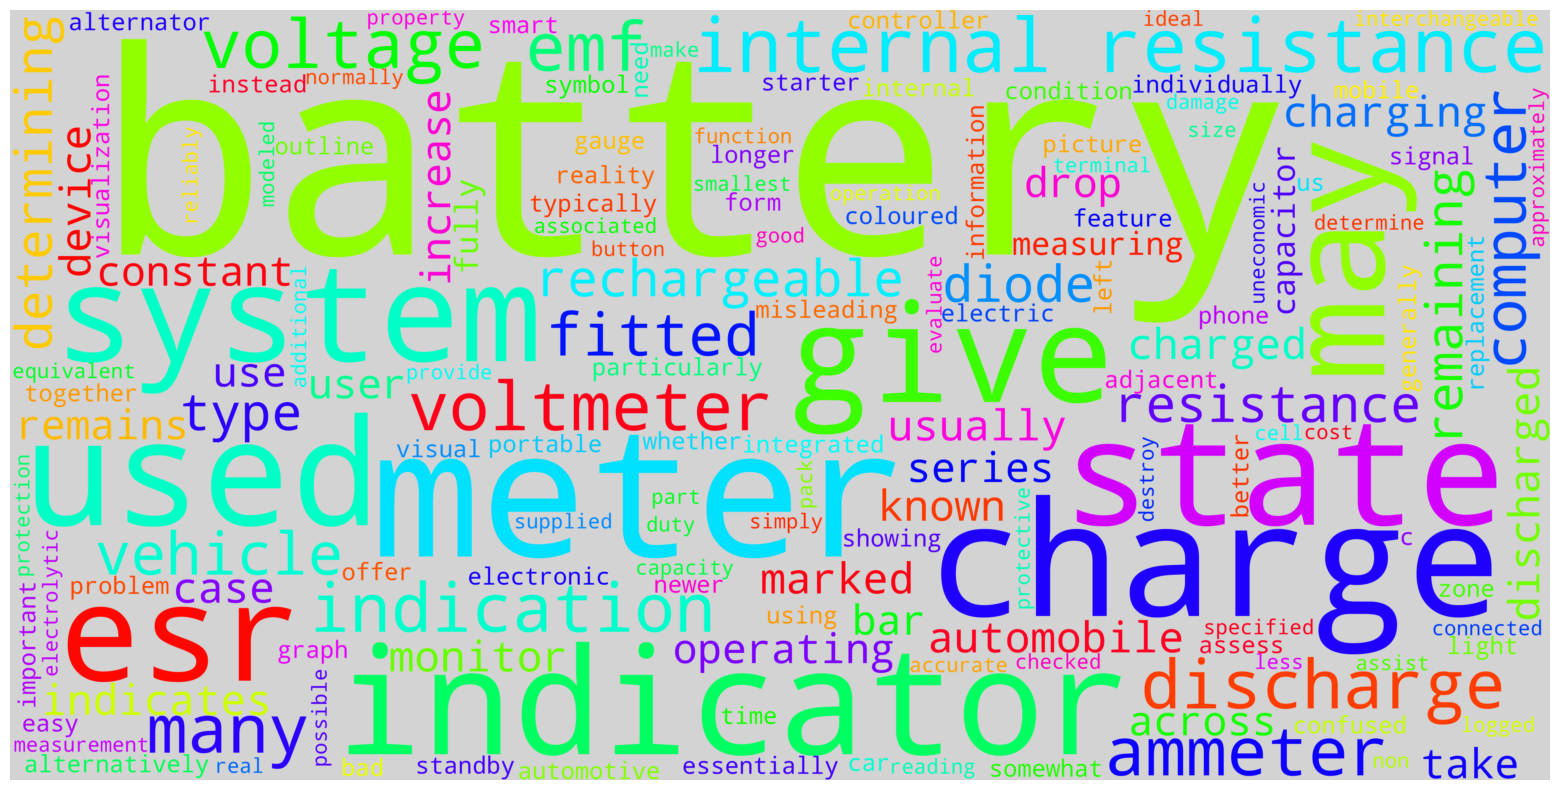 alternator
property
smart
controller
ideal
interchangeable
voltage
emf
make
internal resistance
determining
battery
instead
normally
symbol
need
starter
internal
condition
individually
mobile
damage
charging
computer
approximately
device
visualization
reliably
outline
modeled
increase
fully
gauge
function
longer
reality
smallest
typically
form
operation
associated
coloured
button
good
information
picture
terminal
size
drop
feature
measuring
capacitor
uneconomic
us
signal
determine
may
remaining
constant
system
additional
rechargeable
misleading
diode
electric
evaluate
left
phone
generally
replacement
fitted
give
charged
equivalent
use
user
provide
particularly
adjacent
together
type
voltmeter
resistance
remains
usually
discharged
used
visual
portable
whether
integrated
meter
series
cell
cost
state
better
destroy
protection
part
pack
known
supplied
duty
simply
showing
protective
charge
c
vehicle
electronic
capacity
newer
marked
zone
problem
case
offer
important
electrolytic
esr
indication
using
bar
automobile
specified
connected
graph
monitor
operating
assess
light
accurate
checked
less
assist
indicates
indicator
discharge
easy
many
possible
time
across
confused
logged
measurement
ammeter
alternatively
real
bad
standby
automotive
essentially
car
reading
somewhat
take
non